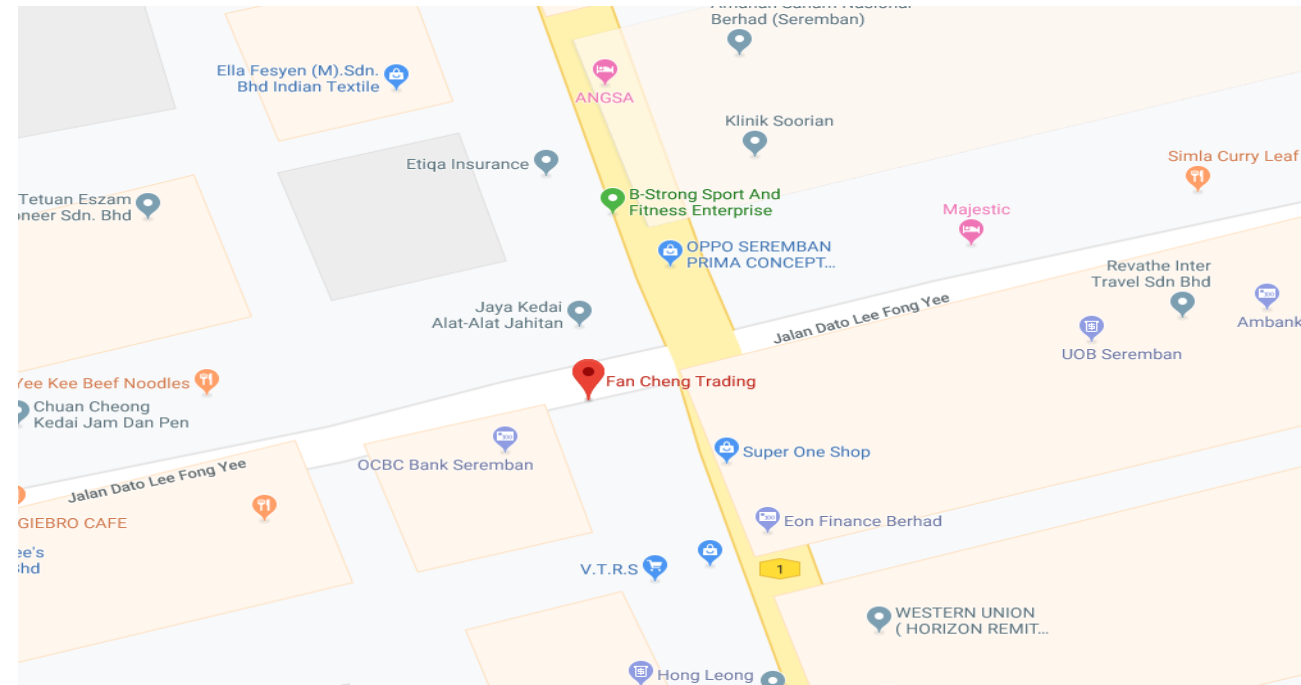 Berhad (Seremban)
Ella Fesyen (M).Sdn.
Bhd Indian Textile
ANGSA
Klinik Soorian
Etiqa Insurance
Simla Curry Leaf
Tetuan Eszam
oneer Sdn. Bhd
B-Strong Sport And
Fitness Enterprise
Majestic
OPPO SEREMBAN
PRIMA CONCEPT...
Revathe Inter
Travel Sdn Bhd
Jaya Kedai
Alat-Alat Jahitan
Jalan Dato Lee Fong Yee
Ambank
UOB Seremban
Yee Kee Beef Noodles
Fan Cheng Trading
Chuan Cheong
Kedai Jam Dan Pen
Super One Shop
OCBC Bank Seremban
Jalan Dato Lee Fong Yee
GIEBRO CAFE
Eon Finance Berhad
ee's
hd
V.T.R.S
1
WESTERN UNION
( HORIZON REMIT...
Hong Leong